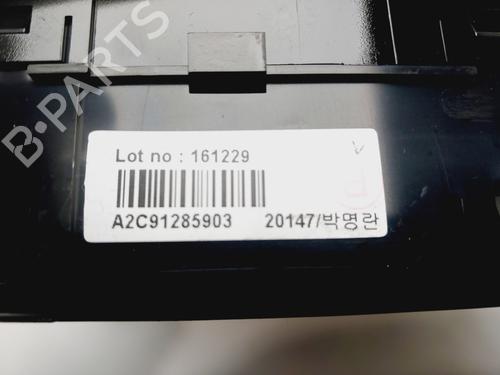 B-PARTS
Lot no : 161229
A2C91285903 20147/박명란